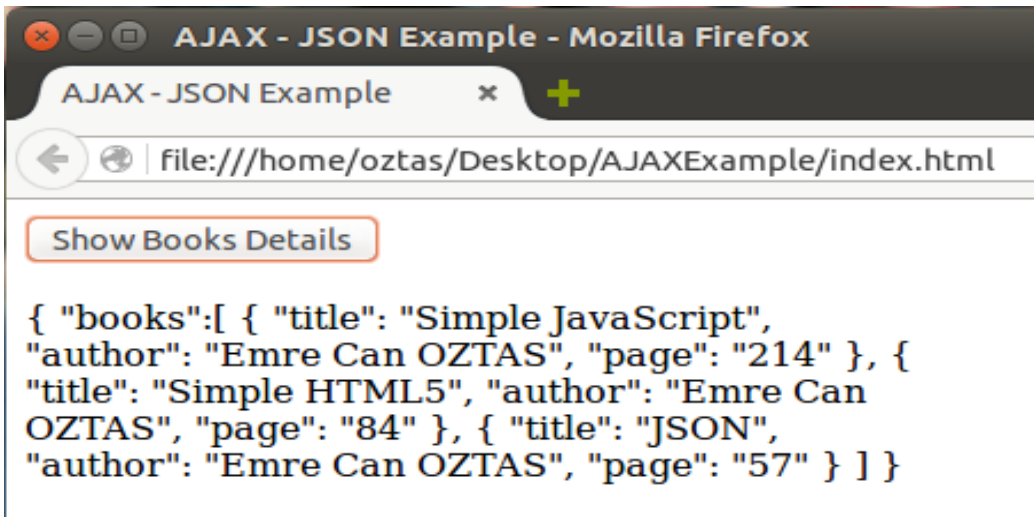 AJAX - JSON Example - Mozilla Firefox
AJAX - JSON Example
file:///home/oztas/Desktop/AJAXExample/index.html
Show Books Details
{ "books":[ { "title": "Simple JavaScript",
"author": "Emre Can OZTAS", "page": "214" }, {
"title": "Simple HTML5", "author": "Emre Can
OZTAS", "page": "84" }, { "title": "JSON",
"author": "Emre Can OZTAS", "page": "57" } ] }